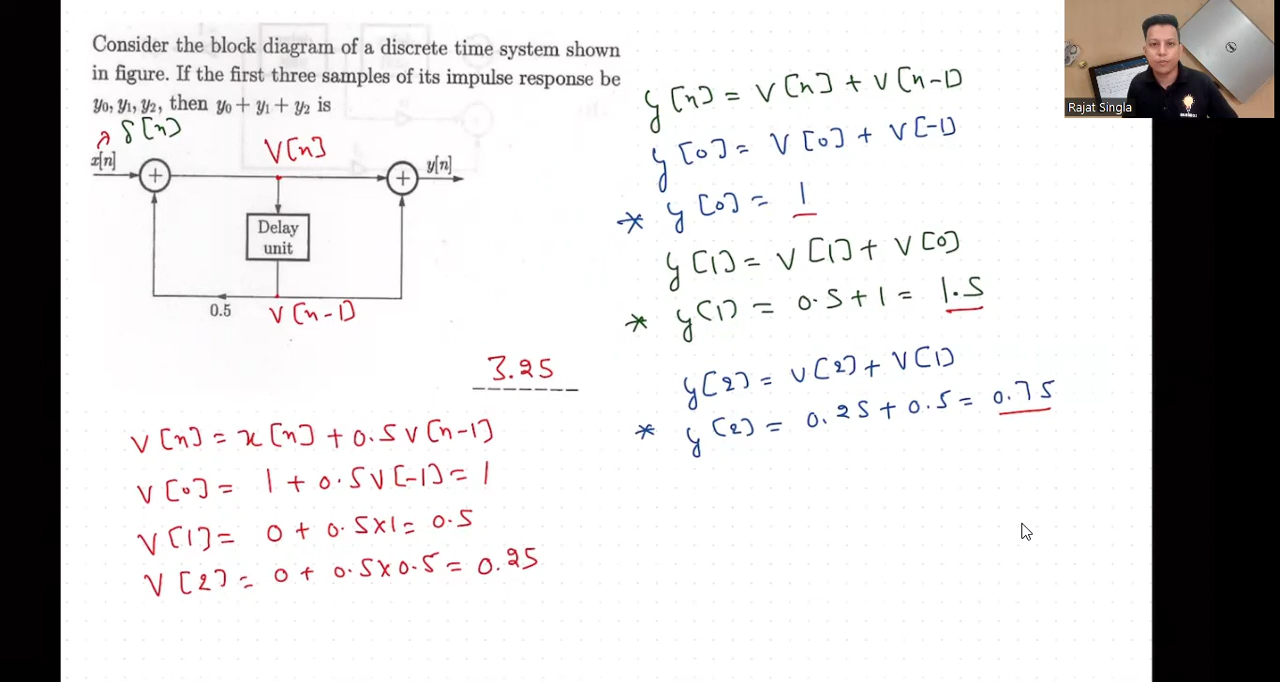 Consider the block diagram of a discrete time system shown
in figure. If the first three samples of its impulse response be
y₀, y₁, y₂, then y₀ + y₁ + y₂ is
δ[n]
x[n]
+
V[n]
+
y[n]
Delay
unit
0.5
V[n-1]
3.25
V[n] = x[n] + 0.5 V[n-1]
V[0] = 1 + 0.5 V[-1] = 1
V[1] = 0 + 0.5×1 = 0.5
V[2] = 0 + 0.5×0.5 = 0.25
y[n] = V[n] + V[n-1]
y[0] = V[0] + V[-1]
* y[0] = 1
y[1] = V[1] + V[0]
* y[1] = 0.5 + 1 = 1.5
y[2] = V[2] + V[1]
* y[2] = 0.25 + 0.5 = 0.75
Rajat Singla